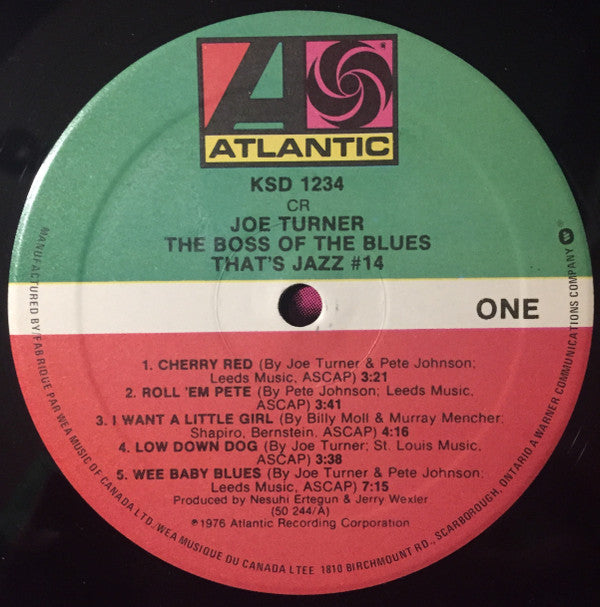 ATLANTIC
KSD 1234
CR
JOE TURNER
THE BOSS OF THE BLUES
THAT'S JAZZ #14
ONE
1. CHERRY RED (By Joe Turner & Pete Johnson;
Leeds Music, ASCAP) 3:21
2. ROLL 'EM PETE (By Pete Johnson; Leeds Music,
ASCAP) 3:41
3. I WANT A LITTLE GIRL (By Billy Moll & Murray Mencher;
Shapiro, Bernstein, ASCAP) 4:16
4. LOW DOWN DOG (By Joe Turner; St. Louis Music,
ASCAP) 3:38
5. WEE BABY BLUES (By Joe Turner & Pete Johnson;
Leeds Music, ASCAP) 7:15
Produced by Nesuhi Ertegun & Jerry Wexler
(50 244/A)
℗1976 Atlantic Recording Corporation
MANUFACTURED BY/FABRIQUE PAR WEA MUSIC OF CANADA LTD./WEA MUSIQUE DU CANADA LTEE 1810 BIRCHMOUNT RD., SCARBOROUGH, ONTARIO A WARNER COMMUNICATIONS COMPANY